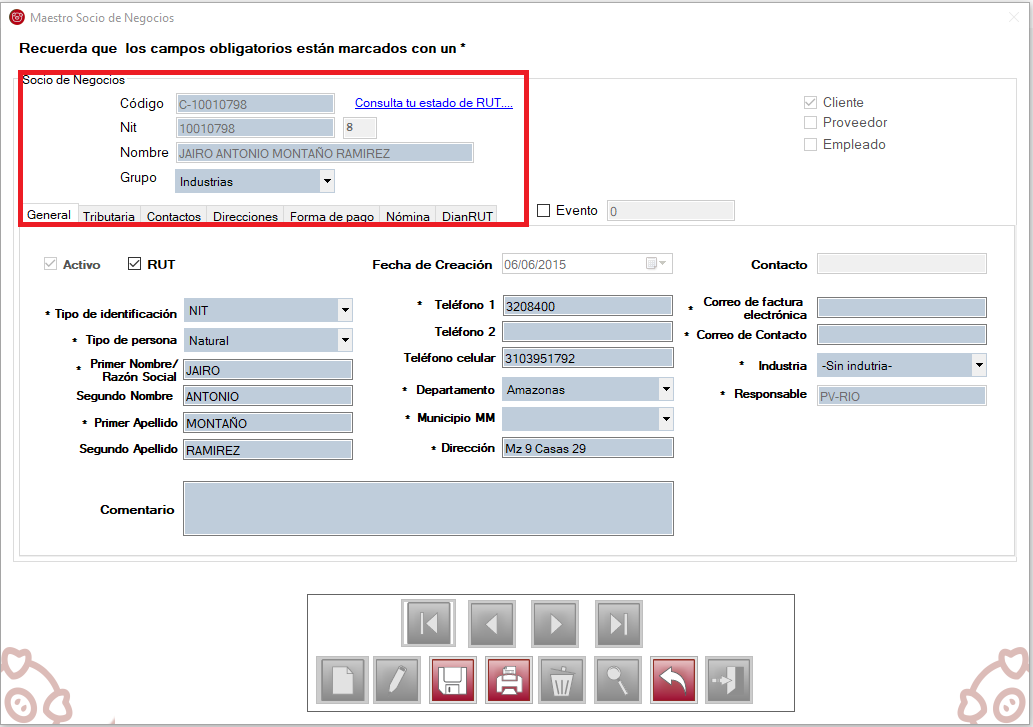 Maestro Socio de Negocios
Recuerda que los campos obligatorios están marcados con un *
Socio de Negocios
Código C-10010798 Consulta tu estado de RUT....
Nit 10010798 8
Nombre JAIRO ANTONIO MONTAÑO RAMIREZ
Grupo Industrias
Cliente
Proveedor
Empleado
General Tributaria Contactos Direcciones Forma de pago Nómina DianRUT
Evento 0
Activo RUT
Fecha de Creación 06/06/2015
Contacto
* Tipo de identificación NIT
* Tipo de persona Natural
* Primer Nombre/
Razón Social JAIRO
Segundo Nombre ANTONIO
* Primer Apellido MONTAÑO
Segundo Apellido RAMIREZ
* Teléfono 1 3208400
Teléfono 2
Teléfono celular 3103951792
* Departamento Amazonas
* Municipio MM
* Dirección Mz 9 Casas 29
* Correo de factura
electrónica
* Correo de Contacto
* Industria -Sin indutria-
* Responsable PV-RIO
Comentario